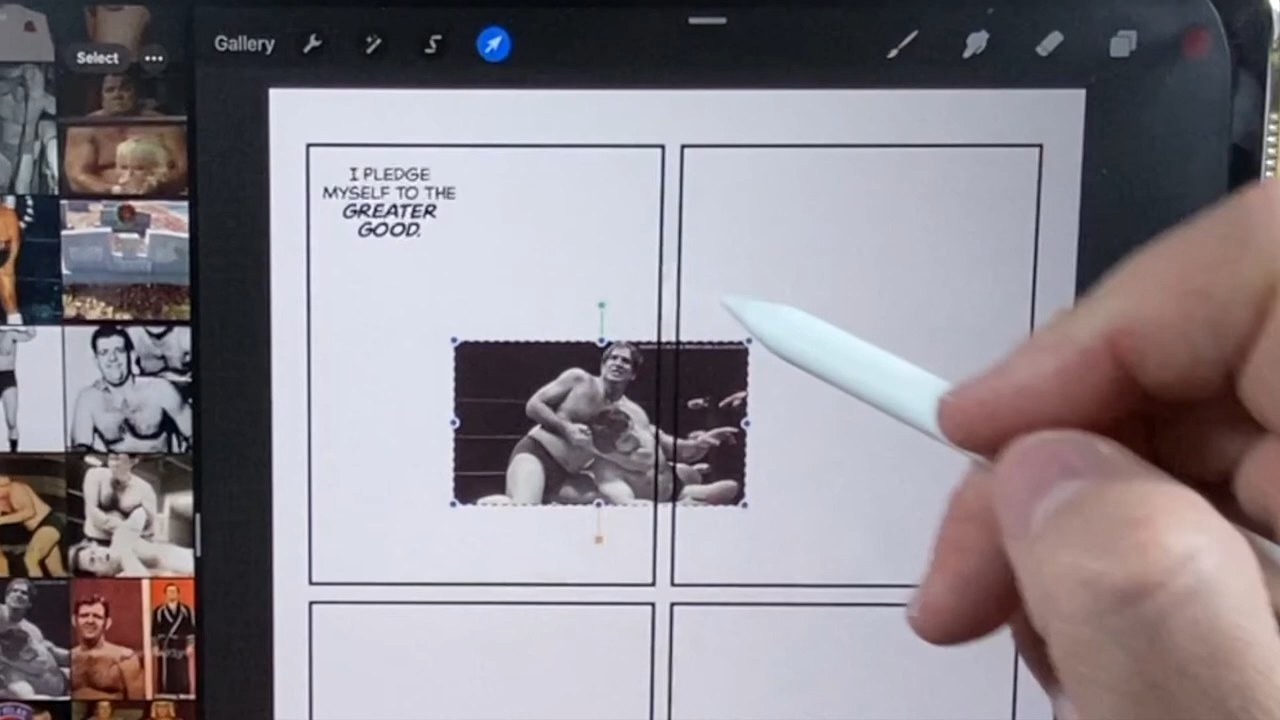 Select
Gallery
I PLEDGE
MYSELF TO THE
GREATER
GOOD.